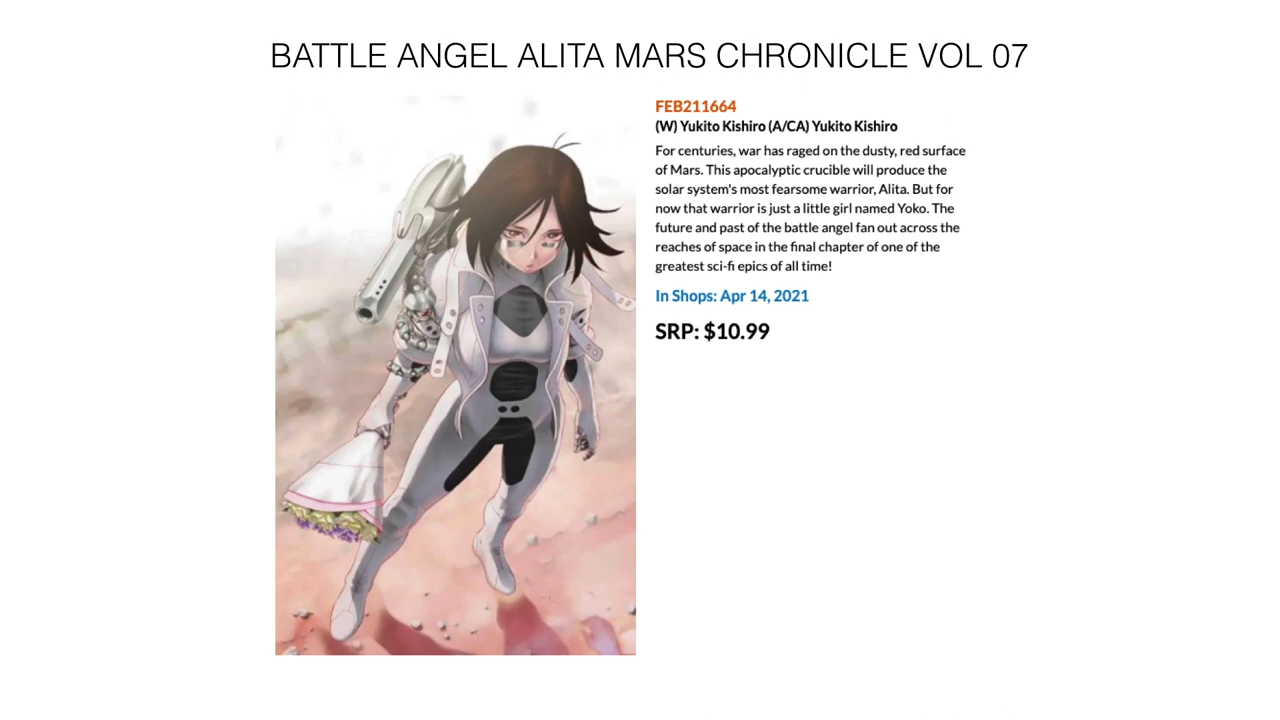 BATTLE ANGEL ALITA MARS CHRONICLE VOL 07
FEB211664
(W) Yukito Kishiro (A/CA) Yukito Kishiro
For centuries, war has raged on the dusty, red surface
of Mars. This apocalyptic crucible will produce the
solar system's most fearsome warrior, Alita. But for
now that warrior is just a little girl named Yoko. The
future and past of the battle angel fan out across the
reaches of space in the final chapter of one of the
greatest sci-fi epics of all time!
In Shops: Apr 14, 2021
SRP: $10.99